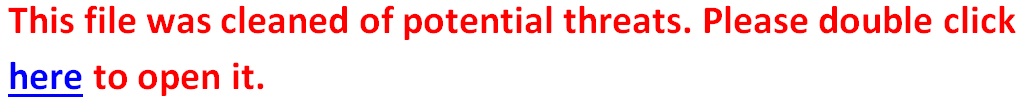 This file was cleaned of potential threats. Please double click
here to open it.